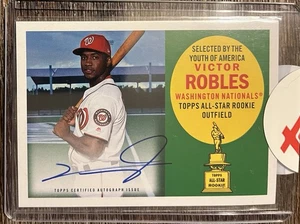 SELECTED BY THE
YOUTH OF AMERICA
VICTOR
ROBLES
WASHINGTON NATIONALS®
TOPPS ALL-STAR ROOKIE
OUTFIELD
TOPPS
ALL-STAR
ROOKIE
TOPPS CERTIFIED AUTOGRAPH ISSUE